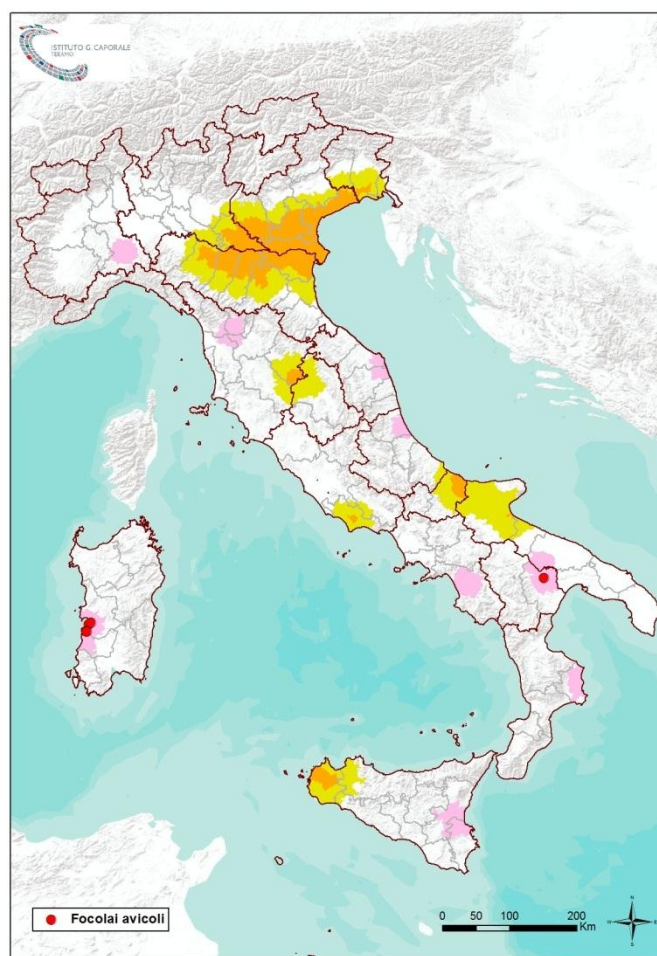 ISTITUTO G. CAPORALE
TERAMO
Focolai avicoli
0 50 100 200
Km
N
W E
S